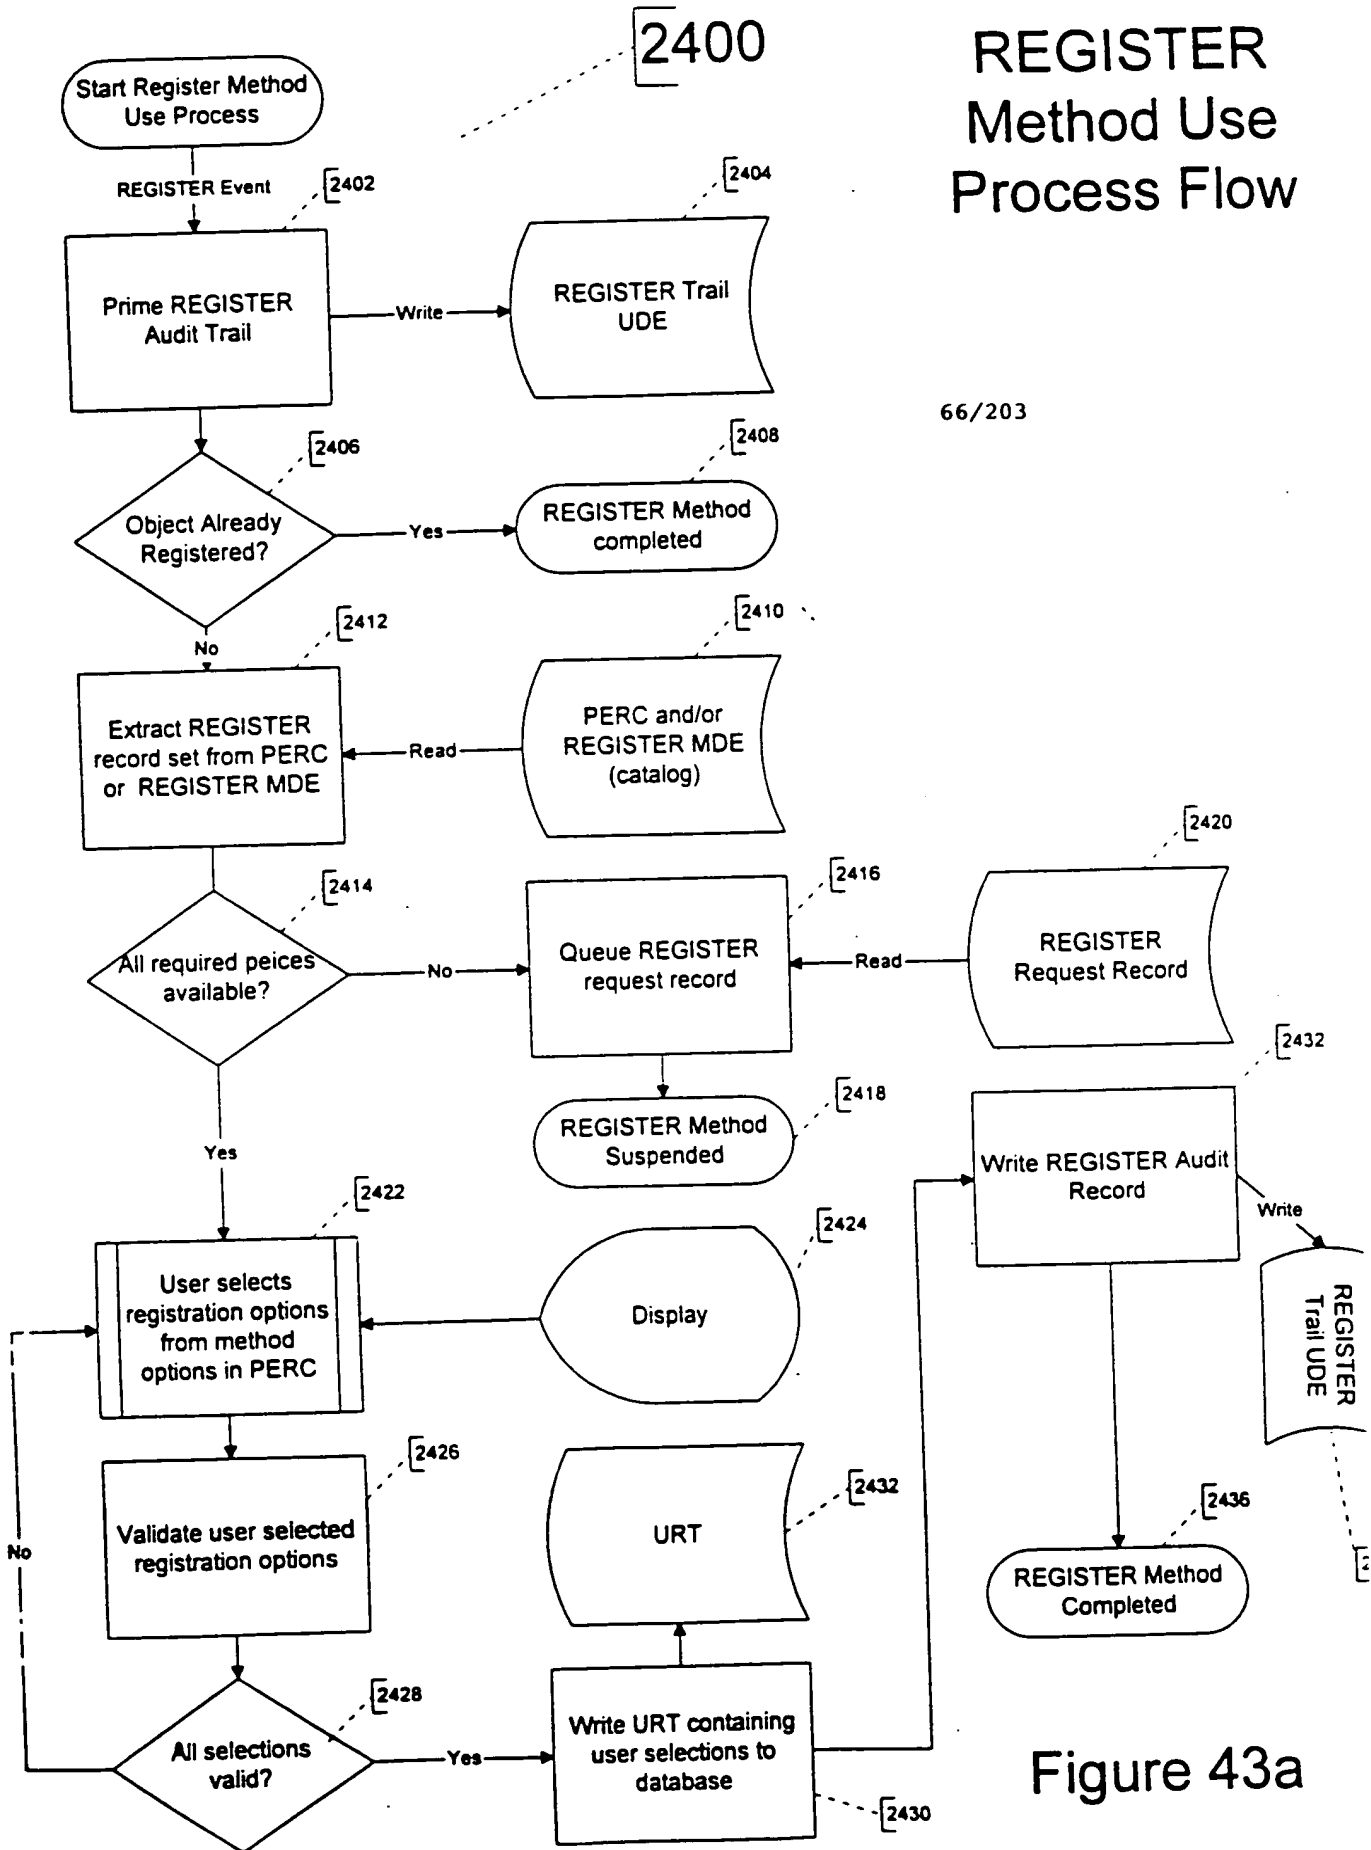 2400
REGISTER
Method Use
Process Flow
Start Register Method
Use Process
REGISTER Event
2402
2404
Prime REGISTER
Audit Trail
Write
REGISTER Trail
UDE
66/203
2406
2408
Object Already
Registered?
Yes
REGISTER Method
completed
No
2412
2410
Extract REGISTER
record set from PERC
or REGISTER MDE
Read
PERC and/or
REGISTER MDE
(catalog)
2414
2416
2420
All required peices
available?
No
Queue REGISTER
request record
Read
REGISTER
Request Record
Yes
2418
REGISTER Method
Suspended
2432
Write REGISTER Audit
Record
Write
REGISTER
Trail UDE
2422
2424
User selects
registration options
from method
options in PERC
Display
2426
2432
Validate user selected
registration options
URT
No
2436
REGISTER Method
Completed
2428
All selections
valid?
Yes
Write URT containing
user selections to
database
2430
Figure 43a